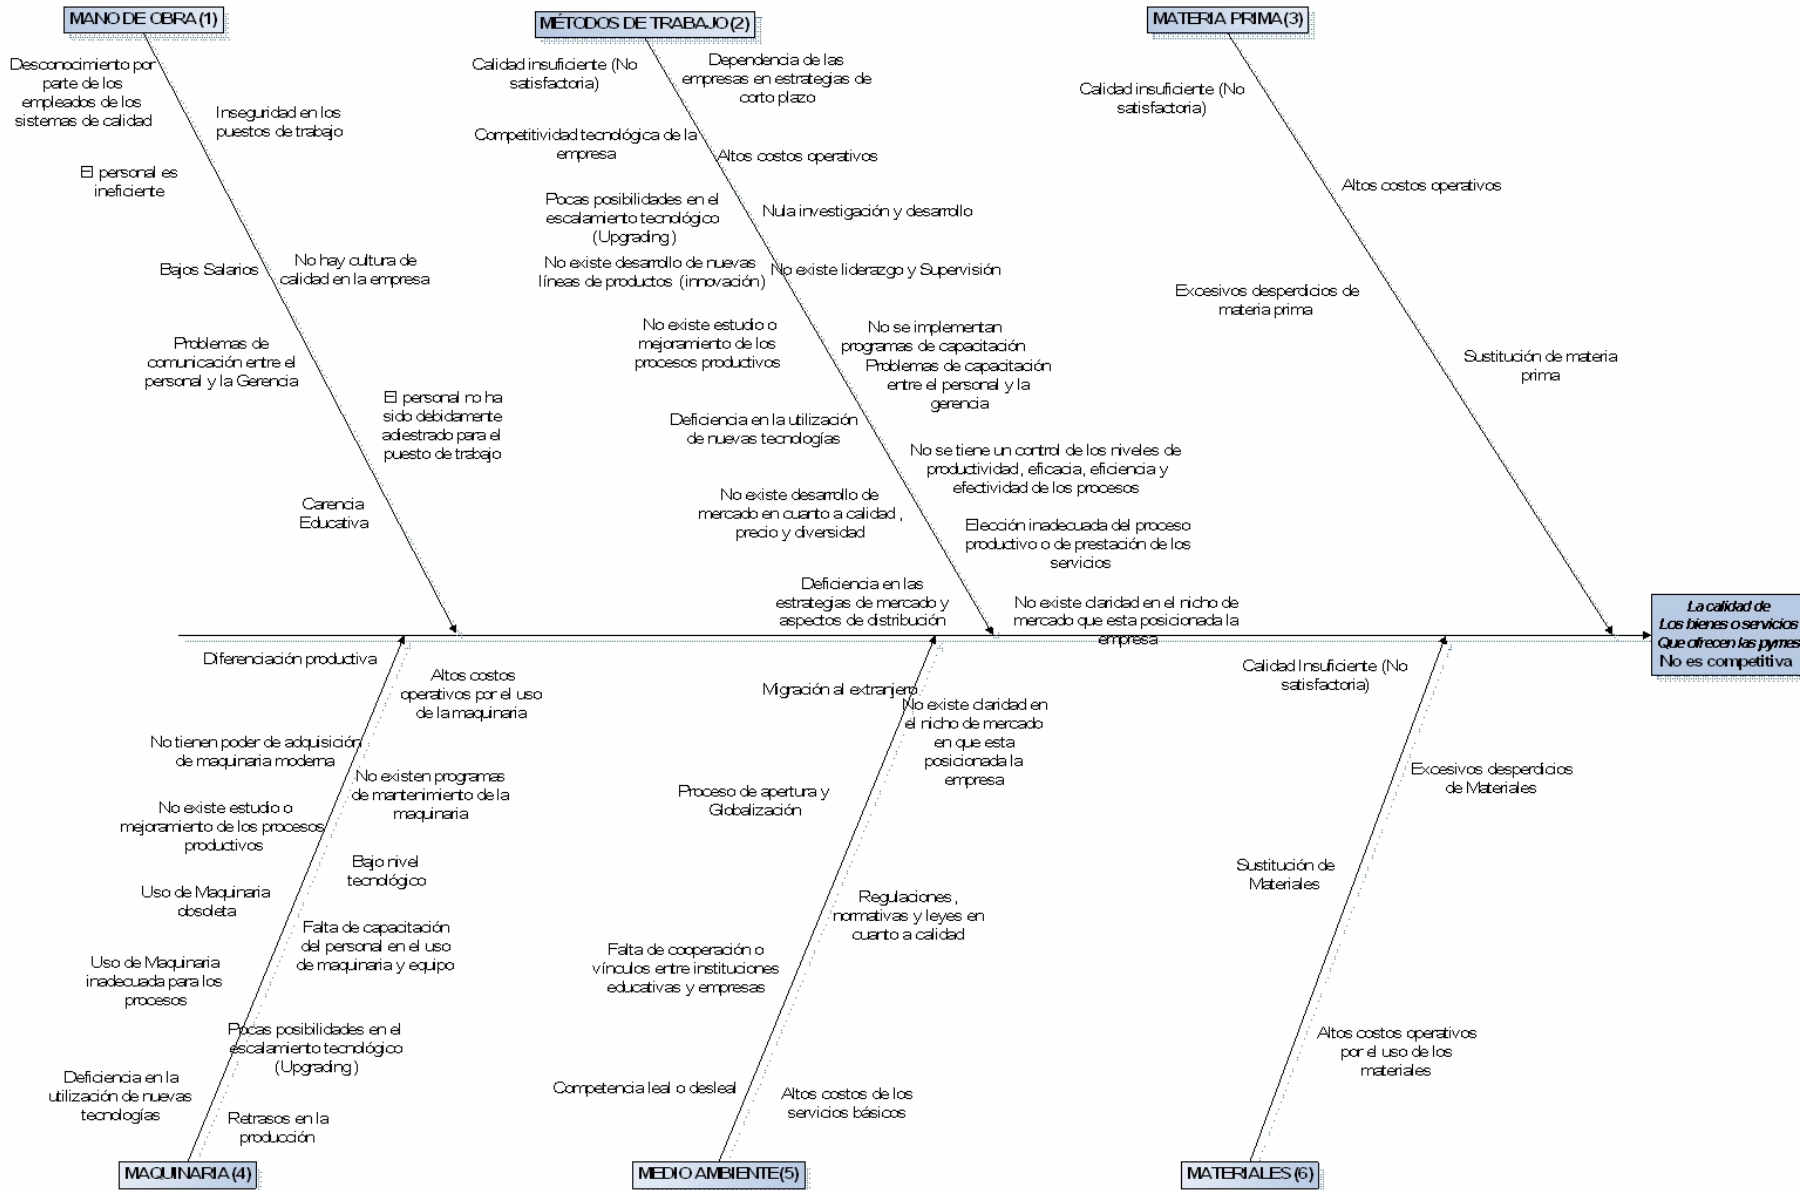 MANO DE OBRA (1)
Desconocimiento por
parte de los
empleados de los
sistemas de calidad
Inseguridad en los
puestos de trabajo
El personal es
ineficiente
Bajos Salarios
No hay cultura de
calidad en la empresa
Problemas de
comunicación entre el
personal y la Gerencia
El personal no ha
sido debidamente
adiestrado para el
puesto de trabajo
Carencia
Educativa
MÉTODOS DE TRABAJO (2)
Calidad insuficiente (No
satisfactoria)
Dependencia de las
empresas en estrategias de
corto plazo
Competitividad tecnológica de la
empresa
Altos costos operativos
Pocas posibilidades en el
escalamiento tecnológico
(Upgrading )
Nula investigación y desarrollo
No existe desarrollo de nuevas
líneas de productos (innovación)
No existe liderazgo y Supervisión
No existe estudio o
mejoramiento de los
procesos productivos
No se implementan
programas de capacitación
Problemas de capacitación
entre el personal y la
gerencia
Deficiencia en la utilización
de nuevas tecnologías
No se tiene un control de los niveles de
productividad, eficacia, eficiencia y
efectividad de los procesos
No existe desarrollo de
mercado en cuanto a calidad ,
precio y diversidad
Elección inadecuada del proceso
productivo o de prestación de los
servicios
Deficiencia en las
estrategias de mercado y
aspectos de distribución
No existe claridad en el nicho de
mercado que esta posicionada la
empresa
MATERIA PRIMA (3)
Calidad insuficiente (No
satisfactoria)
Altos costos operativos
Excesivos desperdicios de
materia prima
Sustitución de materia
prima
La calidad de
Los bienes o servicios
Que ofrecen las pymes
No es competitiva
Diferenciación productiva
Altos costos
operativos por el uso
de la maquinaria
No tienen poder de adquisición
de maquinaria moderna
No existen programas
de mantenimiento de la
maquinaria
No existe estudio o
mejoramiento de los procesos
productivos
Bajo nivel
tecnológico
Uso de Maquinaria
obsoleta
Falta de capacitación
del personal en el uso
de maquinaria y equipo
Uso de Maquinaria
inadecuada para los
procesos
Pocas posibilidades en el
escalamiento tecnológico
(Upgrading )
Deficiencia en la
utilización de nuevas
tecnologías
Retrasos en la
producción
MAQUINARIA (4)
Migración al extranjero
No existe claridad en
el nicho de mercado
en que esta
posicionada la
empresa
Proceso de apertura y
Globalización
Regulaciones ,
normativas y leyes en
cuanto a calidad
Falta de cooperación o
vínculos entre instituciones
educativas y empresas
Competencia leal o desleal
Altos costos de los
servicios básicos
MEDIO AMBIENTE (5)
Calidad Insuficiente (No
satisfactoria)
Excesivos desperdicios
de Materiales
Sustitución de
Materiales
Altos costos operativos
por el uso de los
materiales
MATERIALES (6)